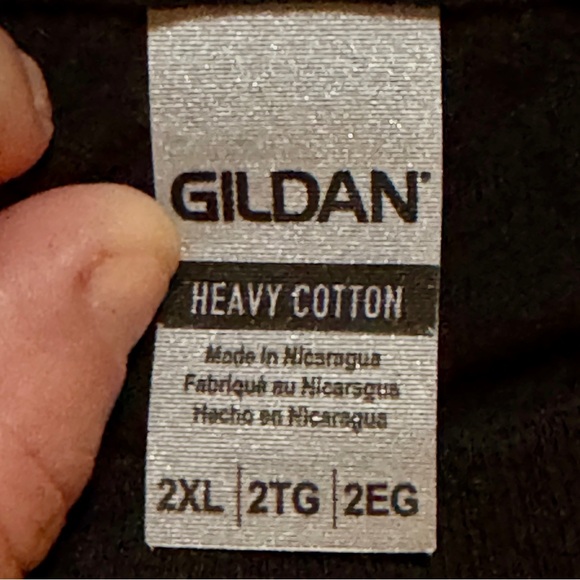 GILDAN
HEAVY COTTON
Made in Nicaragua
Fabriqué au Nicaragua
Hecho en Nicaragua
2XL | 2TG | 2EG